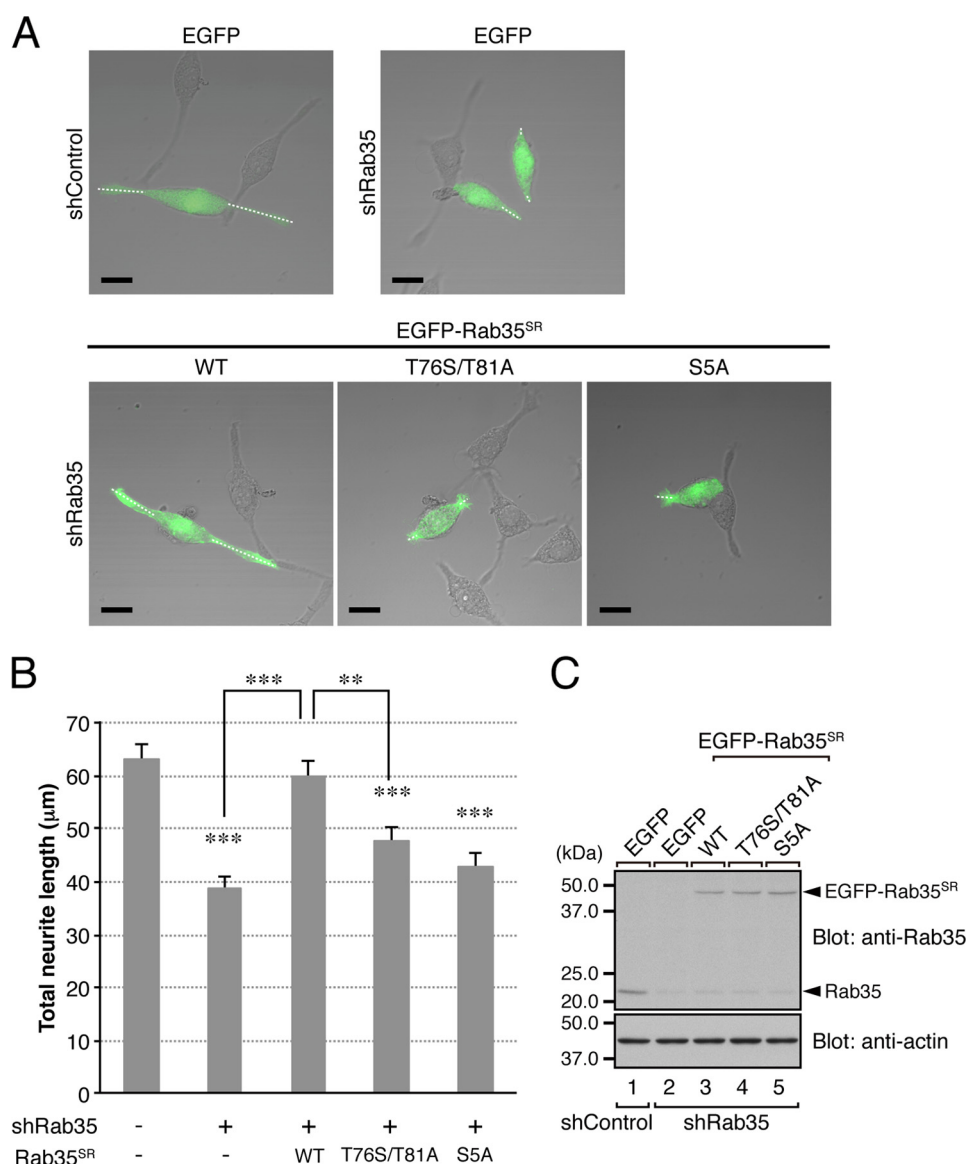 A
EGFP
EGFP
shControl
shRab35
EGFP-Rab35SR
WT
T76S/T81A
S5A
shRab35
B
***
**
***
***
***
Total neurite length (μm)
70
60
50
40
30
20
10
0
shRab35 - + + + +
Rab35SR - - WT T76S/T81A S5A
C
EGFP-Rab35SR
EGFP
EGFP
WT
T76S/T81A
S5A
(kDa)
50.0
37.0
25.0
20.0
EGFP-Rab35SR
Blot: anti-Rab35
Rab35
50.0
37.0
Blot: anti-actin
1 2 3 4 5
shControl shRab35